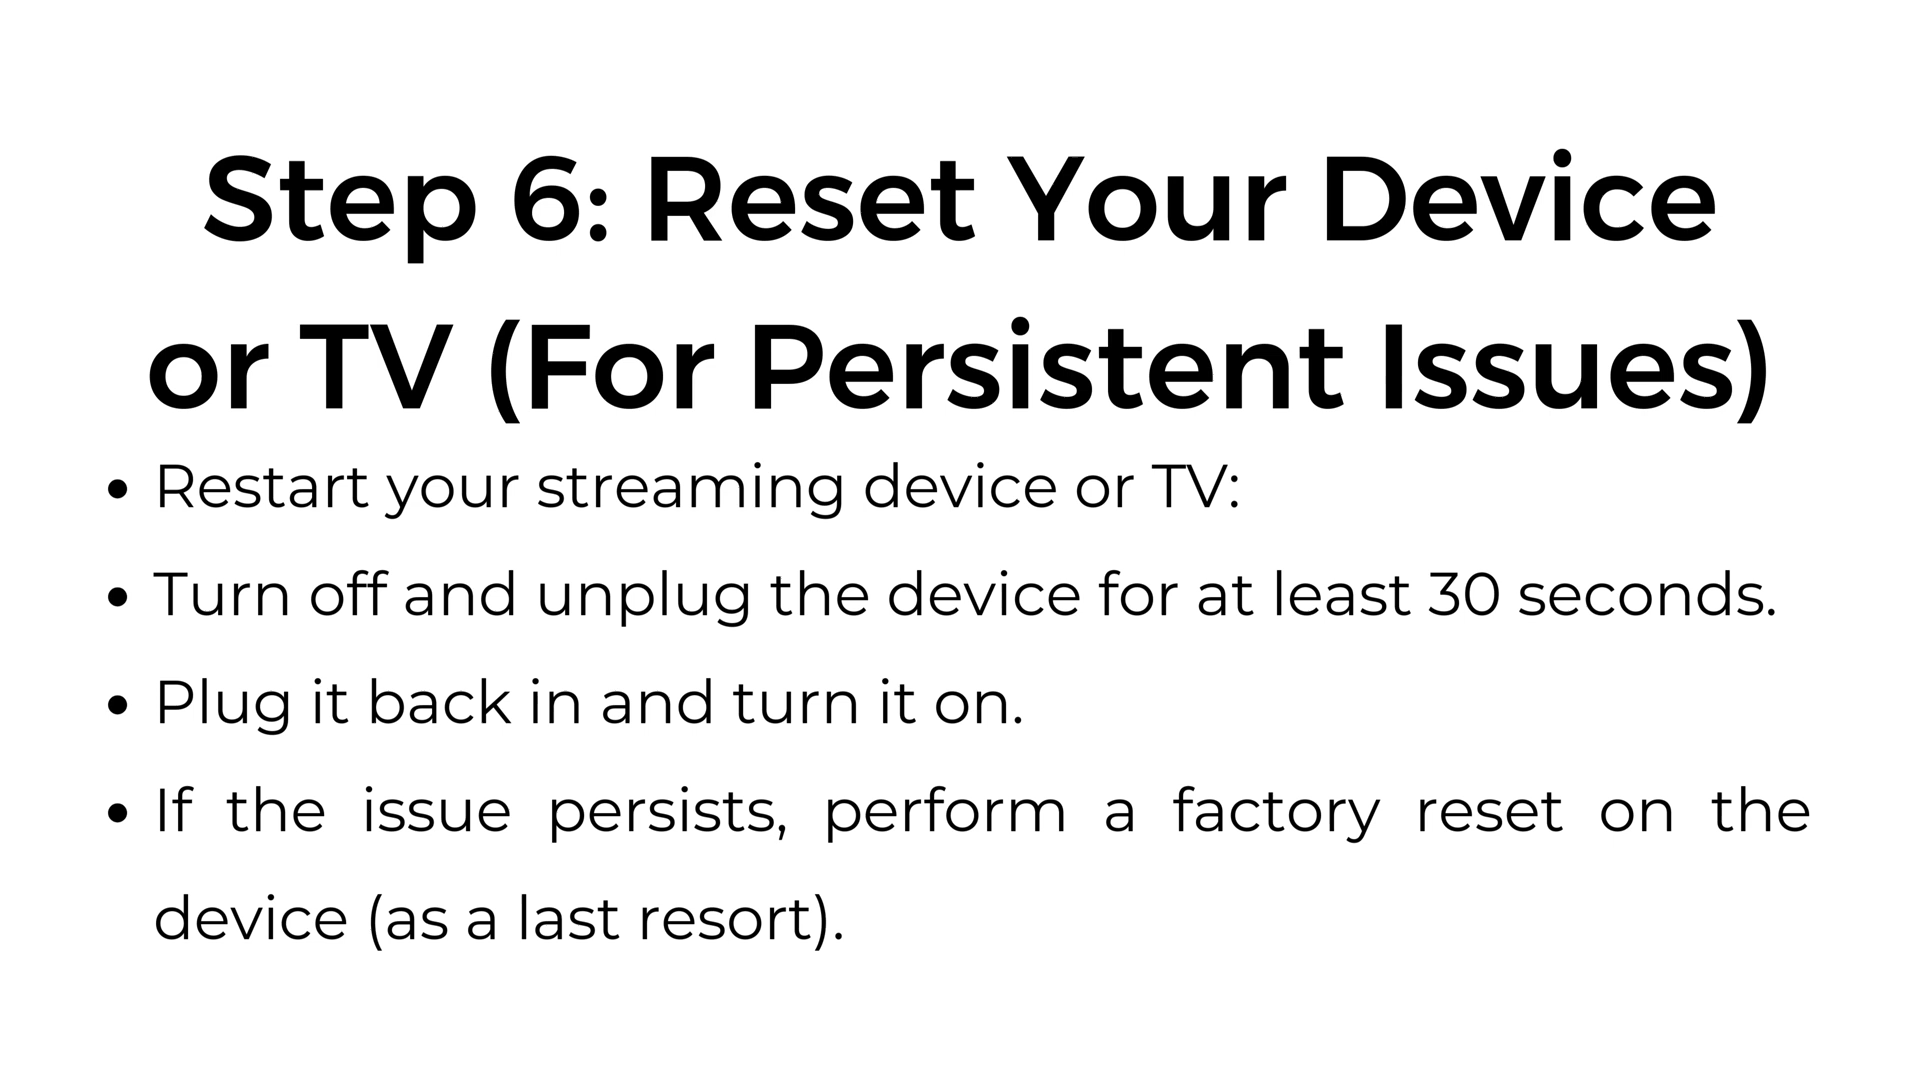 Step 6: Reset Your Device
or TV (For Persistent Issues)
• Restart your streaming device or TV:
• Turn off and unplug the device for at least 30 seconds.
• Plug it back in and turn it on.
• If the issue persists, perform a factory reset on the
device (as a last resort).